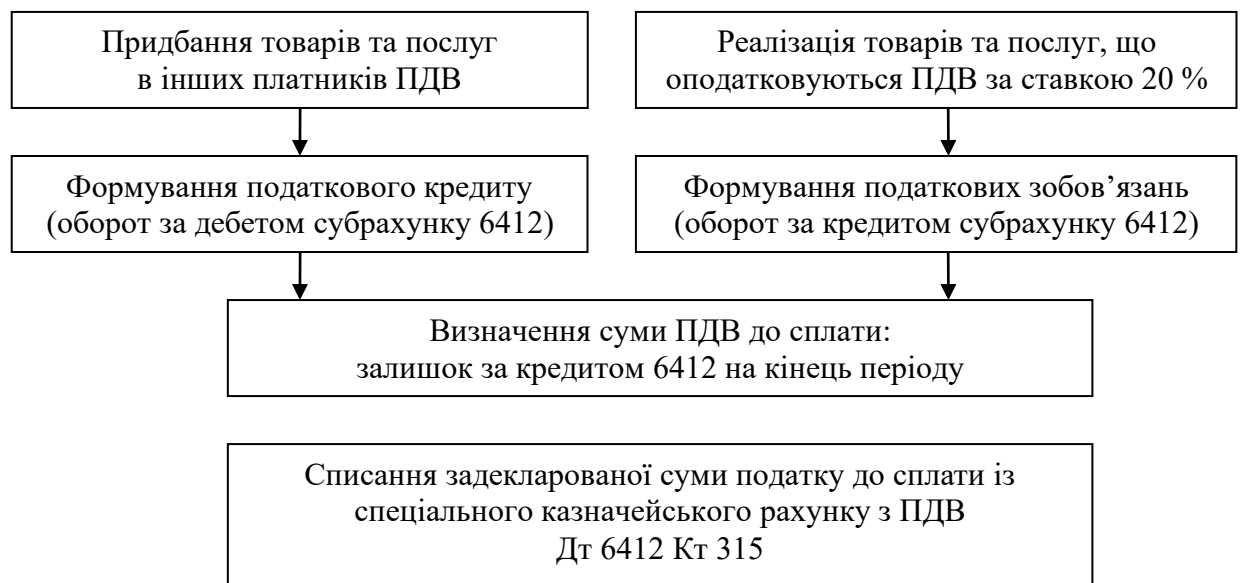 Придбання товарів та послуг
в інших платників ПДВ
Реалізація товарів та послуг, що
оподатковуються ПДВ за ставкою 20 %
Формування податкового кредиту
(оборот за дебетом субрахунку 6412)
Формування податкових зобов’язань
(оборот за кредитом субрахунку 6412)
Визначення суми ПДВ до сплати:
залишок за кредитом 6412 на кінець періоду
Списання задекларованої суми податку до сплати із
спеціального казначейського рахунку з ПДВ
Дт 6412 Кт 315